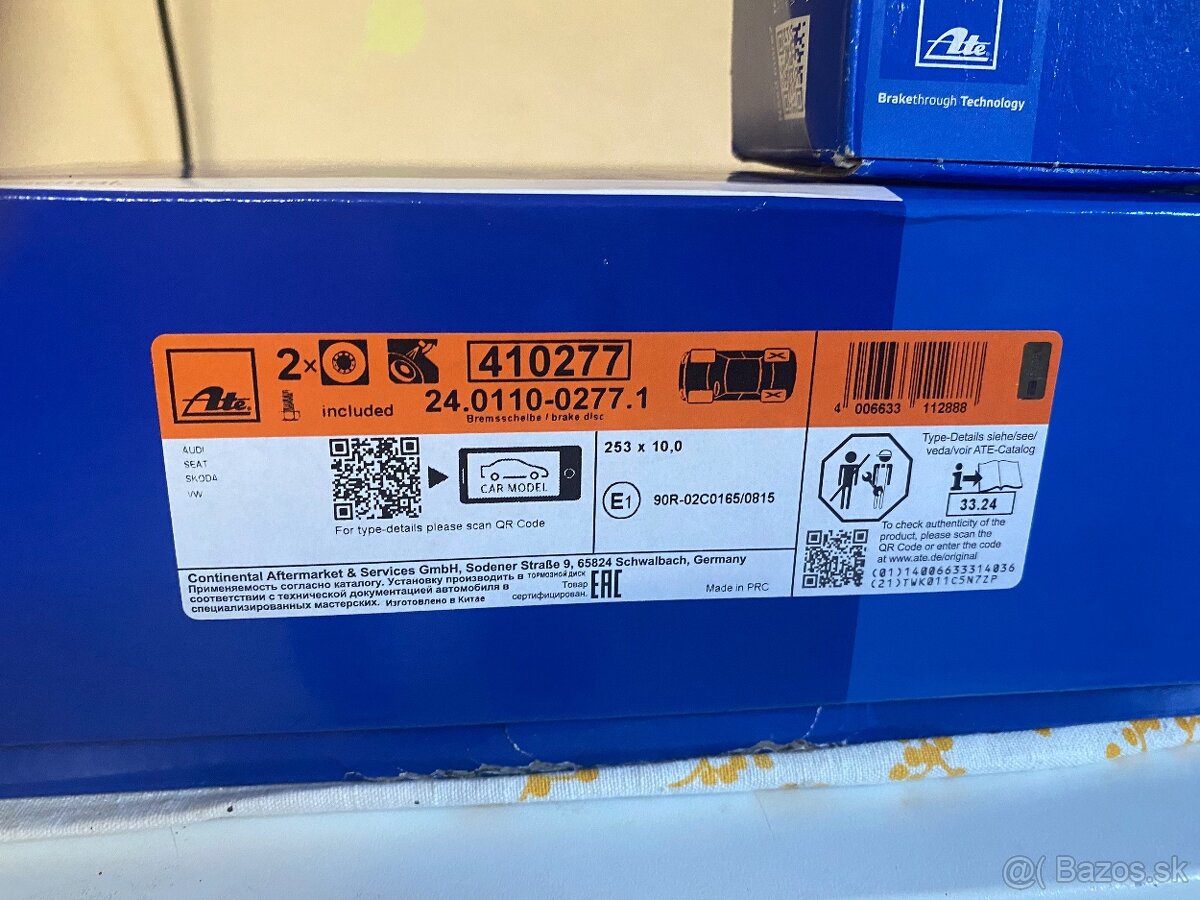 Ate
Brakethrough Technology
Ate
2x
included
410277
24.0110-0277.1
Bremsscheibe / brake disc
4 006633 112888
AUDI
SEAT
SKODA
VW
CAR MODEL
For type-details please scan QR Code
253 x 10,0
E1 90R-02C0165/0815
Type-Details siehe/see/
veda/voir ATE-Catalog
33.24
To check authenticity of the
product, please scan the
QR Code or enter the code
at www.ate.de/original
(01)14006633314036
(21)TWK011C5N7ZP
Continental Aftermarket & Services GmbH, Sodener Straße 9, 65824 Schwalbach, Germany
Применяемость согласно каталогу. Установку производить в
соответствии с технической документацией автомобиля в
специализированных мастерских. Изготовлено в Китае
тормозной диск
Товар
сертифицирован.
EAC
Made in PRC
@( Bazos.sk